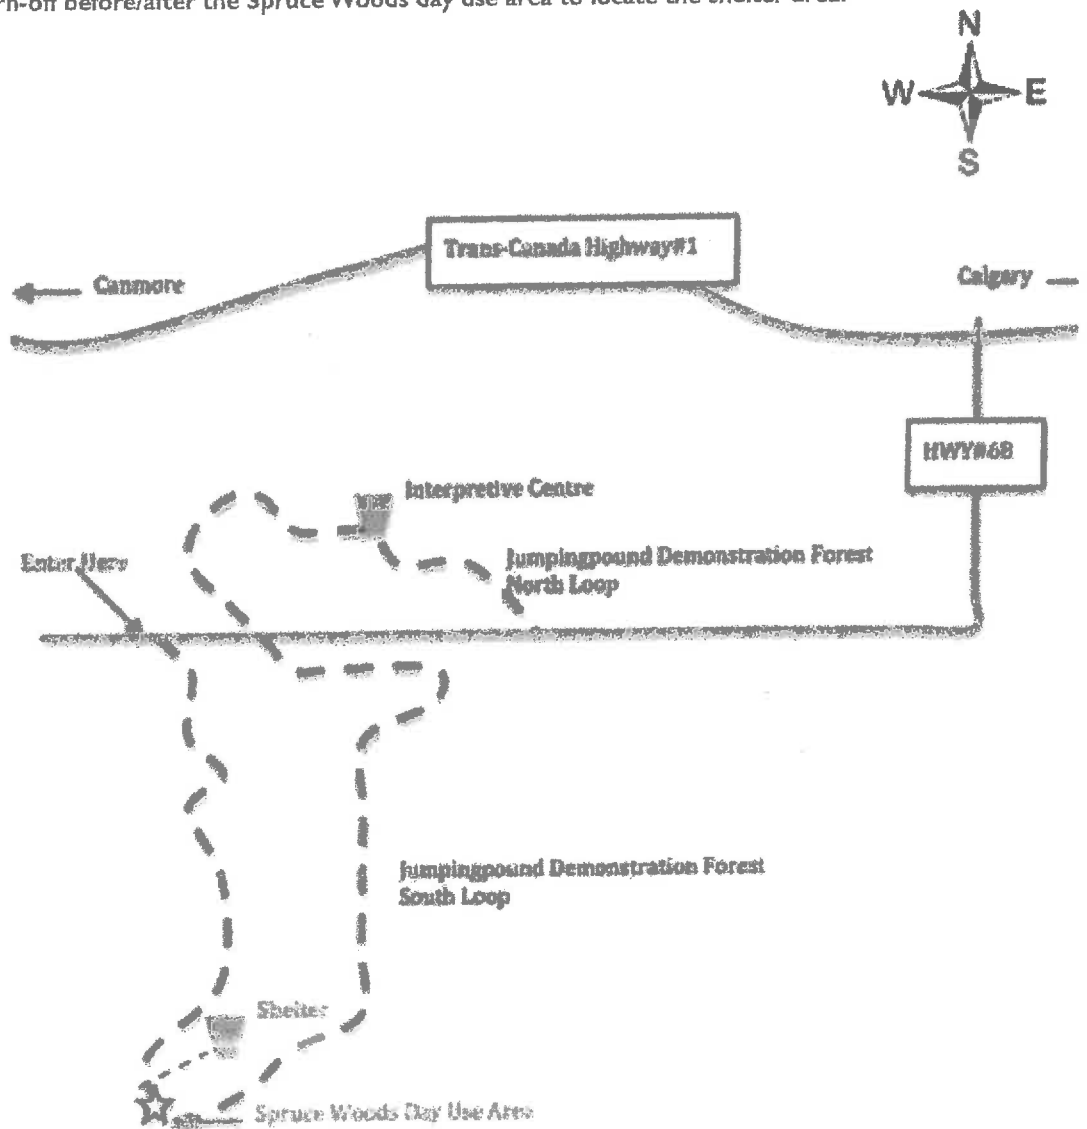 rn-off before/after the Spruce Woods day use area to locate the shelter area.
N
W E
S
Trans-Canada Highway#1
Canmore
Calgary
HWY#68
Interpretive Centre
Enter Here
Jumpingpound Demonstration Forest
North Loop
Jumpingpound Demonstration Forest
South Loop
Shelter
Spruce Woods Day Use Area